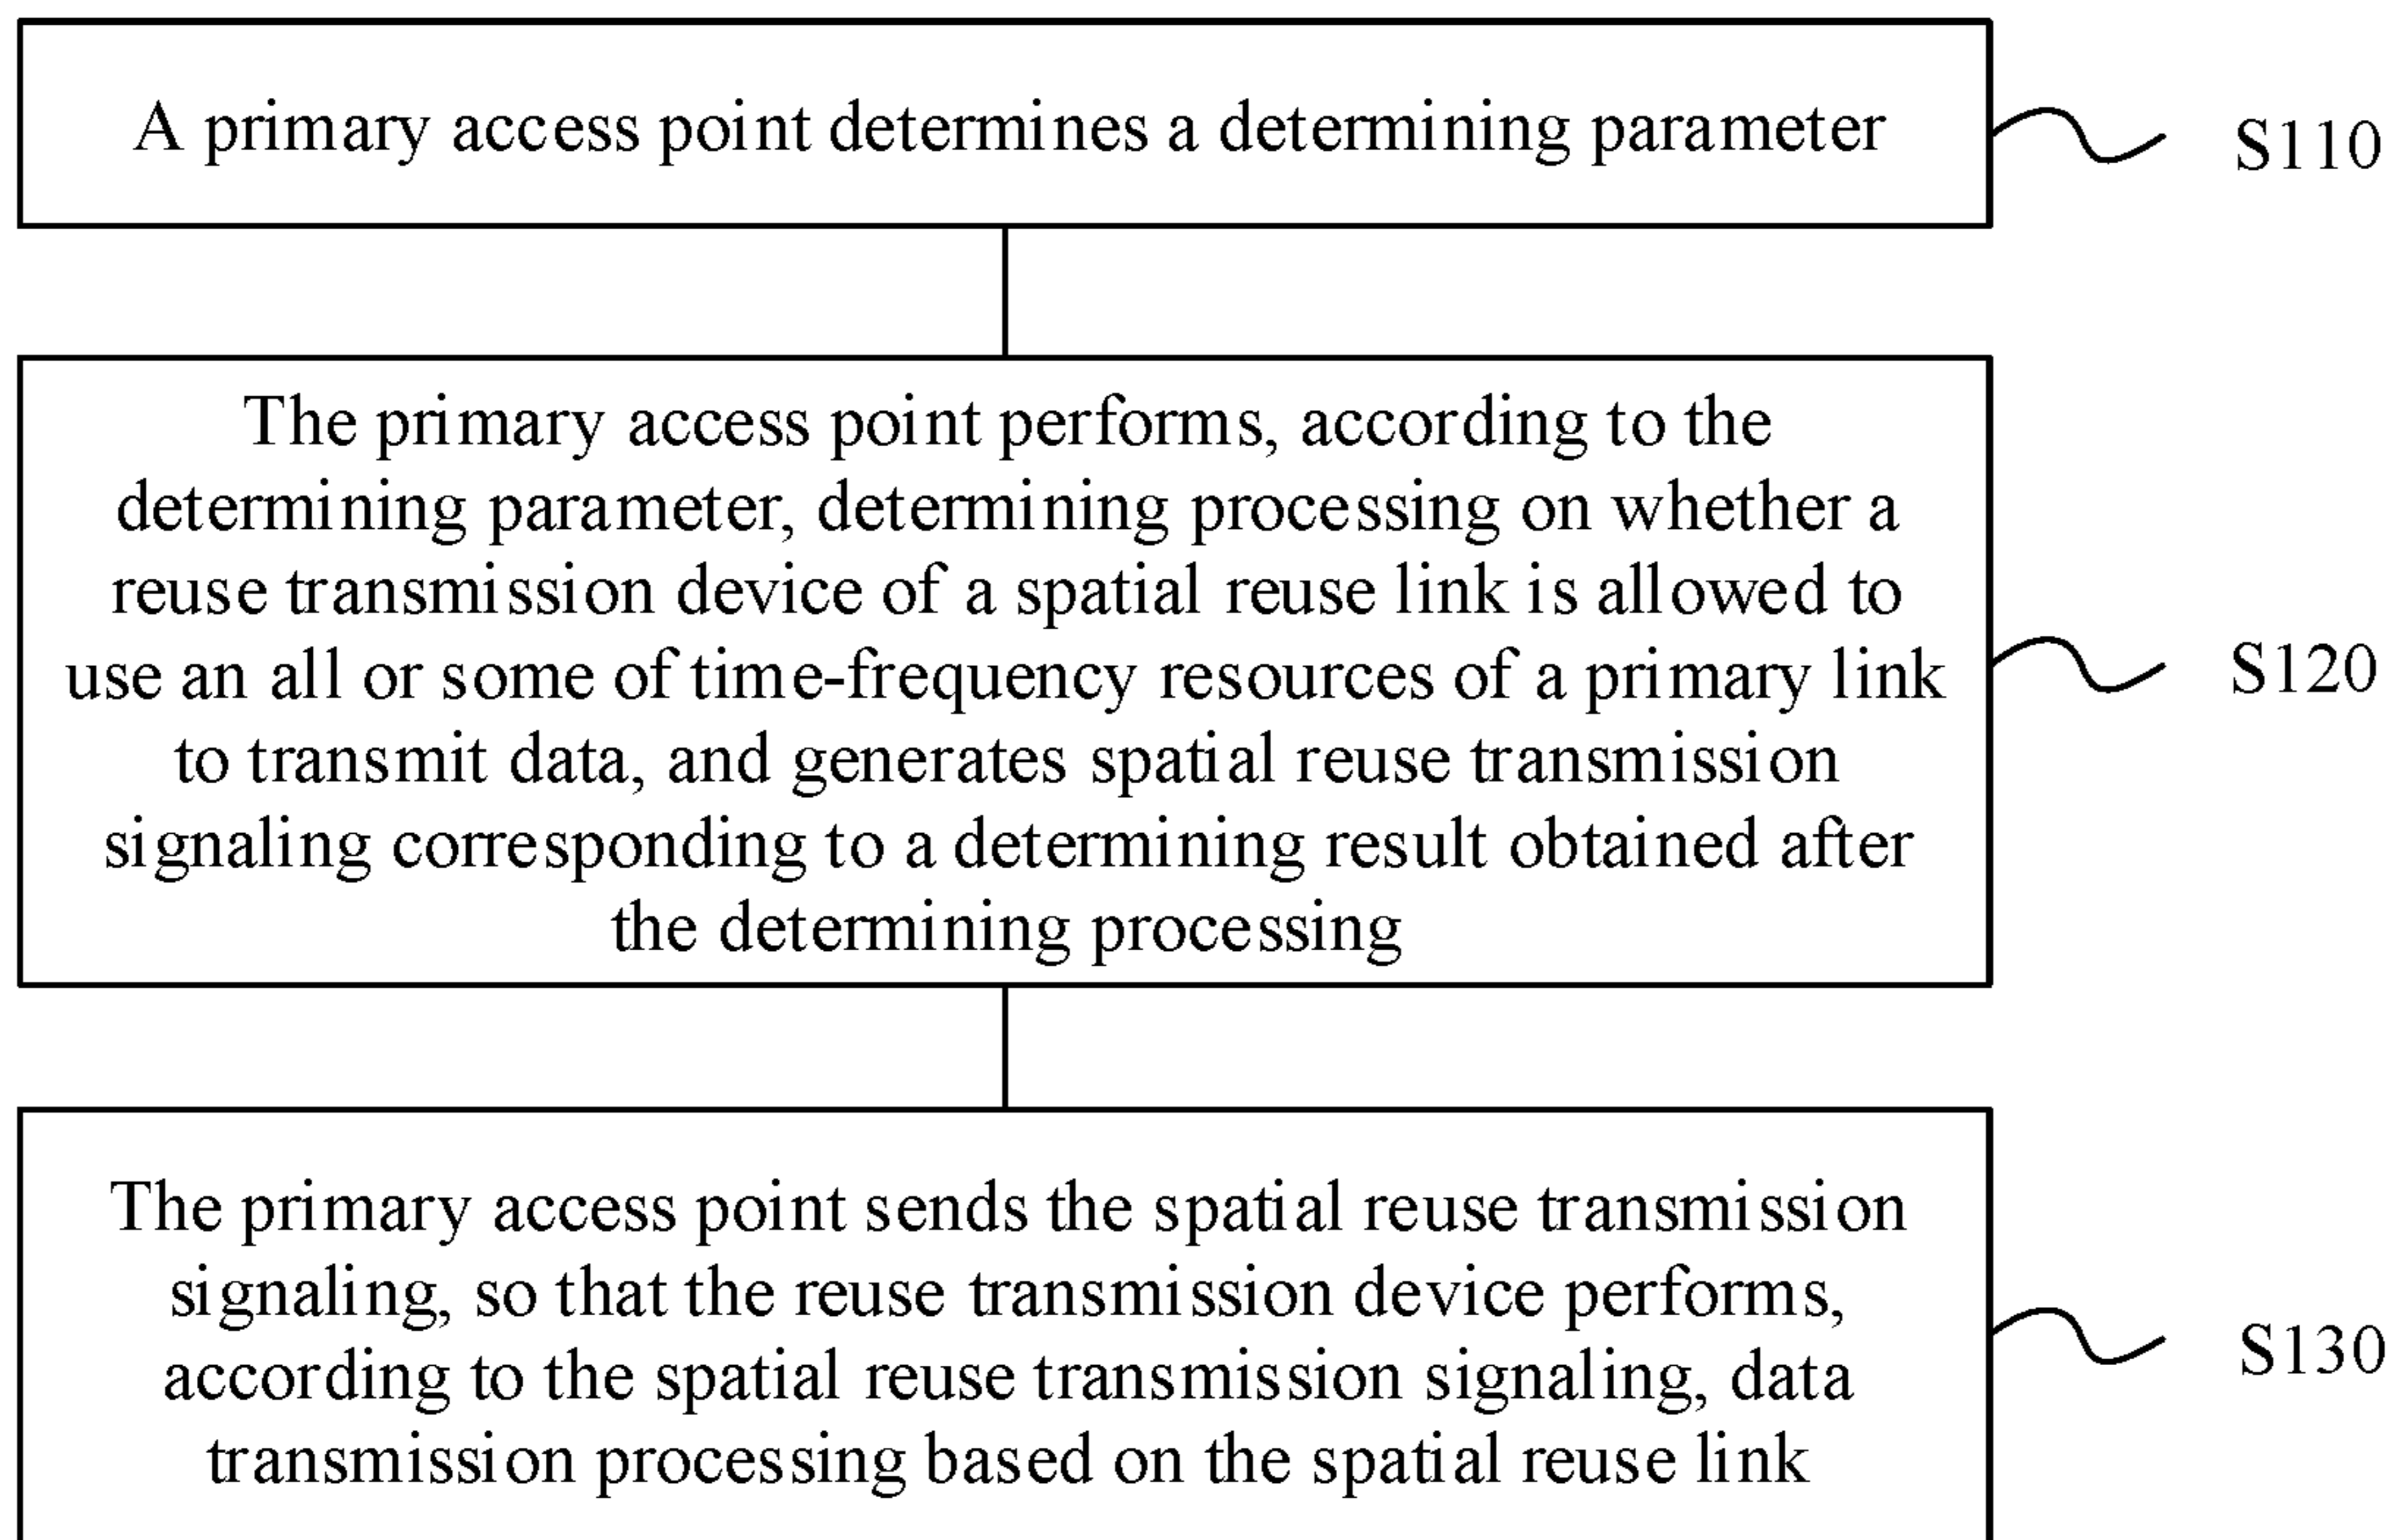 A primary access point determines a determining parameter
S110
The primary access point performs, according to the
determining parameter, determining processing on whether a
reuse transmission device of a spatial reuse link is allowed to
use an all or some of time-frequency resources of a primary link
to transmit data, and generates spatial reuse transmission
signaling corresponding to a determining result obtained after
the determining processing
S120
The primary access point sends the spatial reuse transmission
signaling, so that the reuse transmission device performs,
according to the spatial reuse transmission signaling, data
transmission processing based on the spatial reuse link
S130